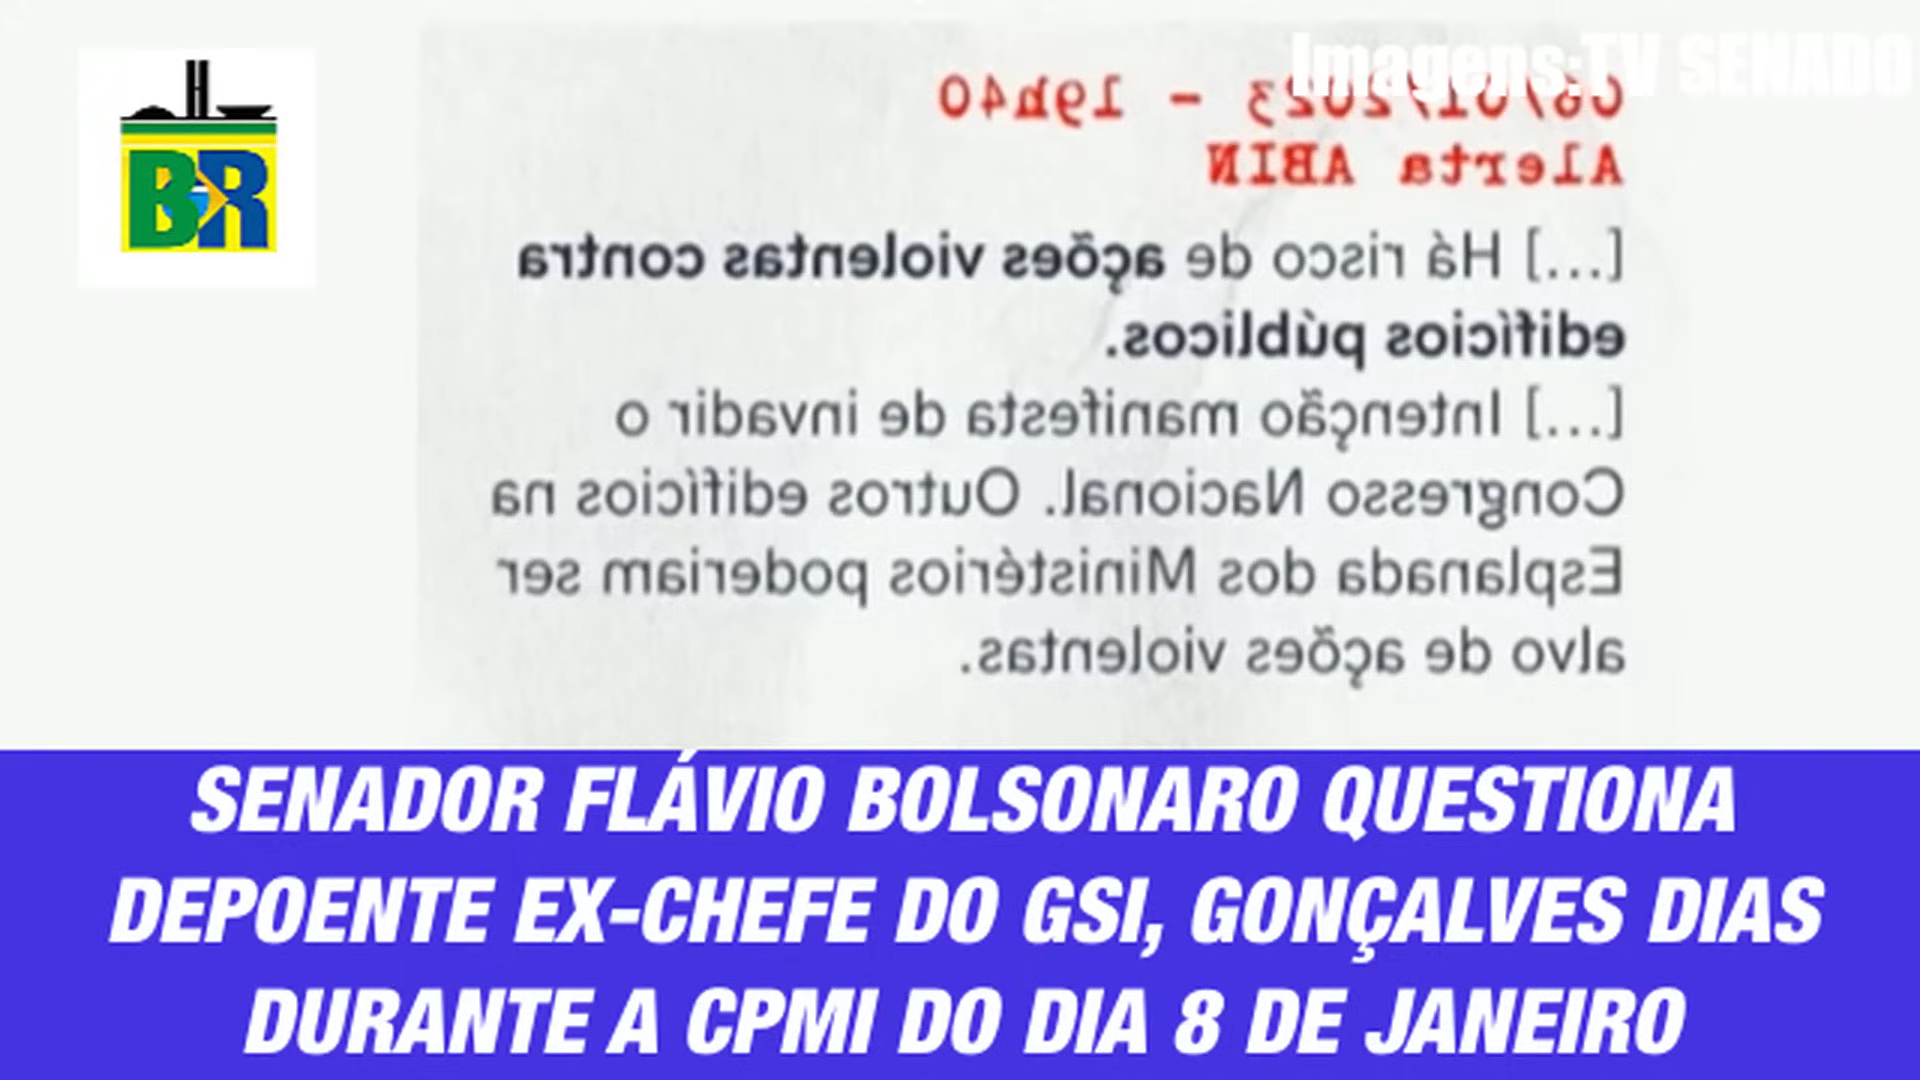 Imagens:TV SENADO
06/01/2023 - 19h40
Alerta ABIN
[...] Há risco de ações violentas contra
edifícios públicos.
[...] Intenção manifesta de invadir o
Congresso Nacional. Outros edifícios na
Esplanada dos Ministérios poderiam ser
alvo de ações violentas.
BR
SENADOR FLÁVIO BOLSONARO QUESTIONA
DEPOENTE EX-CHEFE DO GSI, GONÇALVES DIAS
DURANTE A CPMI DO DIA 8 DE JANEIRO